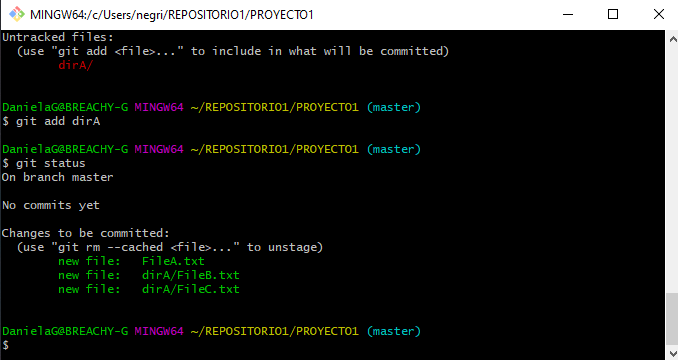 MINGW64:/c/Users/negri/REPOSITORIO1/PROYECTO1
Untracked files:
  (use "git add <file>..." to include in what will be committed)
        dirA/

DanielaG@BREACHY-G MINGW64 ~/REPOSITORIO1/PROYECTO1 (master)
$ git add dirA

DanielaG@BREACHY-G MINGW64 ~/REPOSITORIO1/PROYECTO1 (master)
$ git status
On branch master

No commits yet

Changes to be committed:
  (use "git rm --cached <file>..." to unstage)
        new file:   FileA.txt
        new file:   dirA/FileB.txt
        new file:   dirA/FileC.txt

DanielaG@BREACHY-G MINGW64 ~/REPOSITORIO1/PROYECTO1 (master)
$